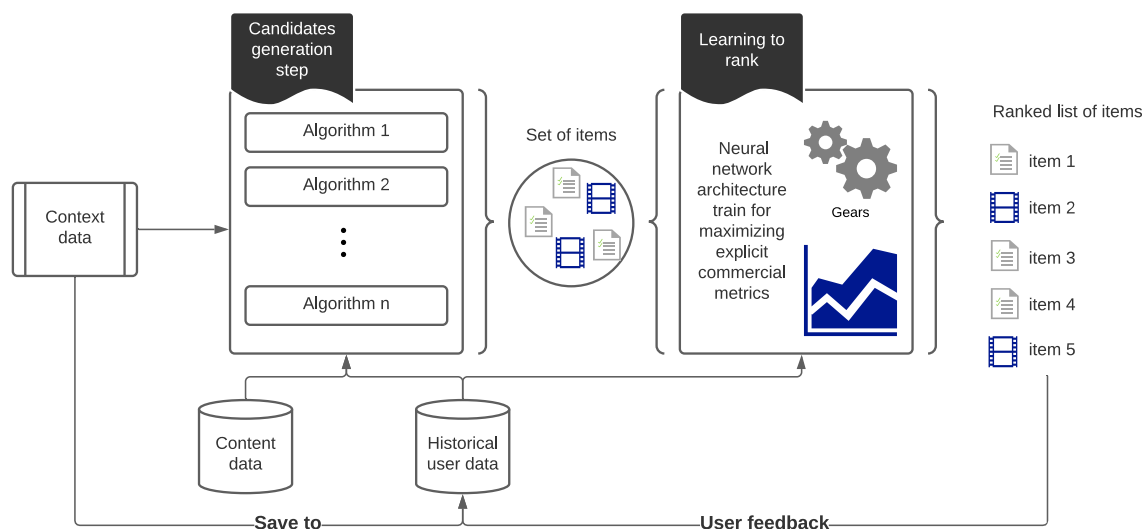 Candidates
generation
step
Learning to
rank
Algorithm 1
Algorithm 2
Algorithm n
Context
data
Set of items
Neural
network
architecture
train for
maximizing
explicit
commercial
metrics
Gears
Ranked list of items
item 1
item 2
item 3
item 4
item 5
Content
data
Historical
user data
Save to
User feedback